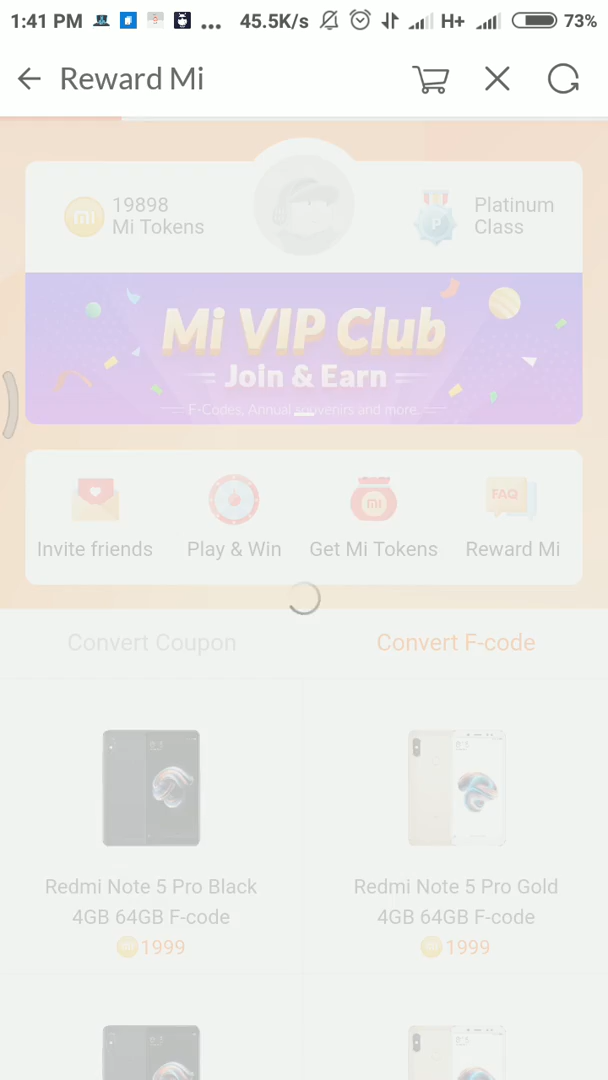 1:41 PM ... 45.5K/s H+ 73%
Reward Mi
19898
Mi Tokens
Platinum
Class
Mi VIP Club
Join & Earn
F-Codes, Annual souvenirs and more.
FAQ
Invite friends
Play & Win
Get Mi Tokens
Reward Mi
Convert Coupon
Convert F-code
Redmi Note 5 Pro Black
4GB 64GB F-code
1999
Redmi Note 5 Pro Gold
4GB 64GB F-code
1999